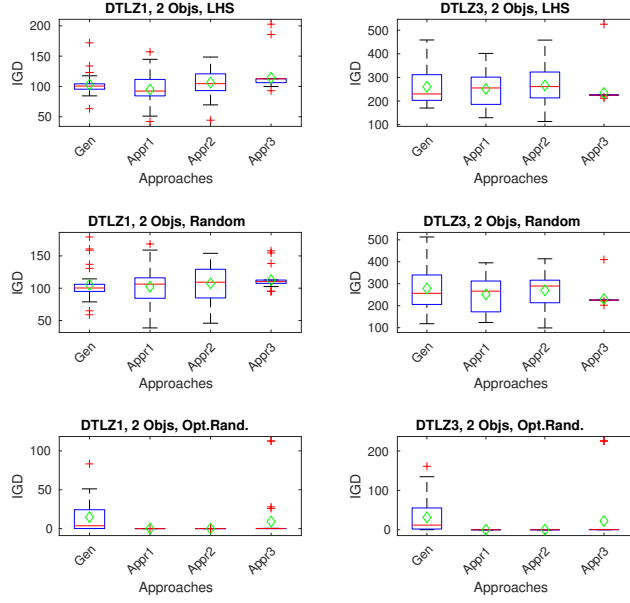 DTLZ1, 2 Objs, LHS
IGD
200
150
100
50
Gen
Appr1
Appr2
Appr3
Approaches
DTLZ3, 2 Objs, LHS
IGD
500
400
300
200
100
Gen
Appr1
Appr2
Appr3
Approaches
DTLZ1, 2 Objs, Random
IGD
150
100
50
Gen
Appr1
Appr2
Appr3
Approaches
DTLZ3, 2 Objs, Random
IGD
500
400
300
200
100
Gen
Appr1
Appr2
Appr3
Approaches
DTLZ1, 2 Objs, Opt.Rand.
IGD
100
50
0
Gen
Appr1
Appr2
Appr3
Approaches
DTLZ3, 2 Objs, Opt.Rand.
IGD
200
100
0
Gen
Appr1
Appr2
Appr3
Approaches